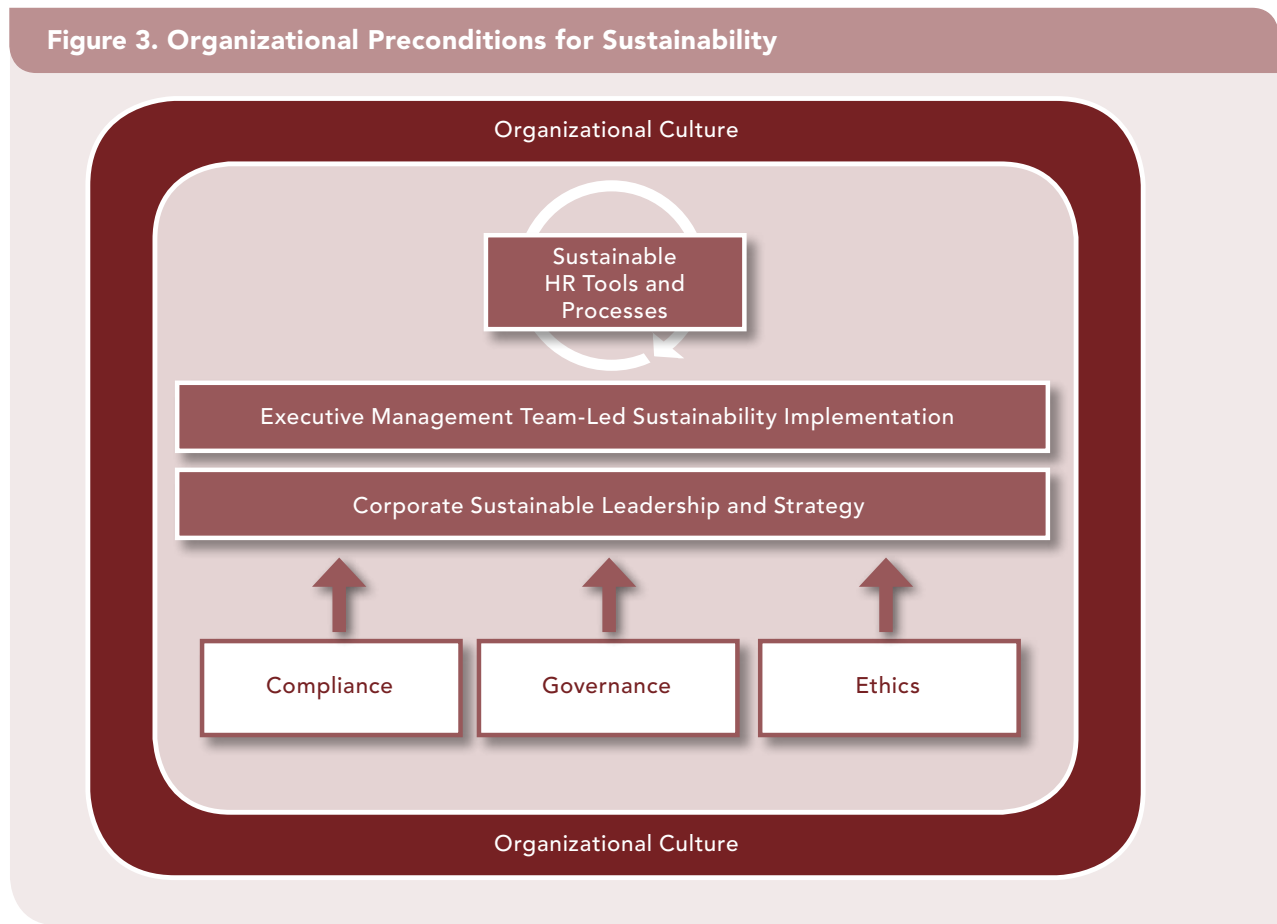 Figure 3. Organizational Preconditions for Sustainability
Organizational Culture
Sustainable
HR Tools and
Processes
Executive Management Team-Led Sustainability Implementation
Corporate Sustainable Leadership and Strategy
Compliance
Governance
Ethics
Organizational Culture